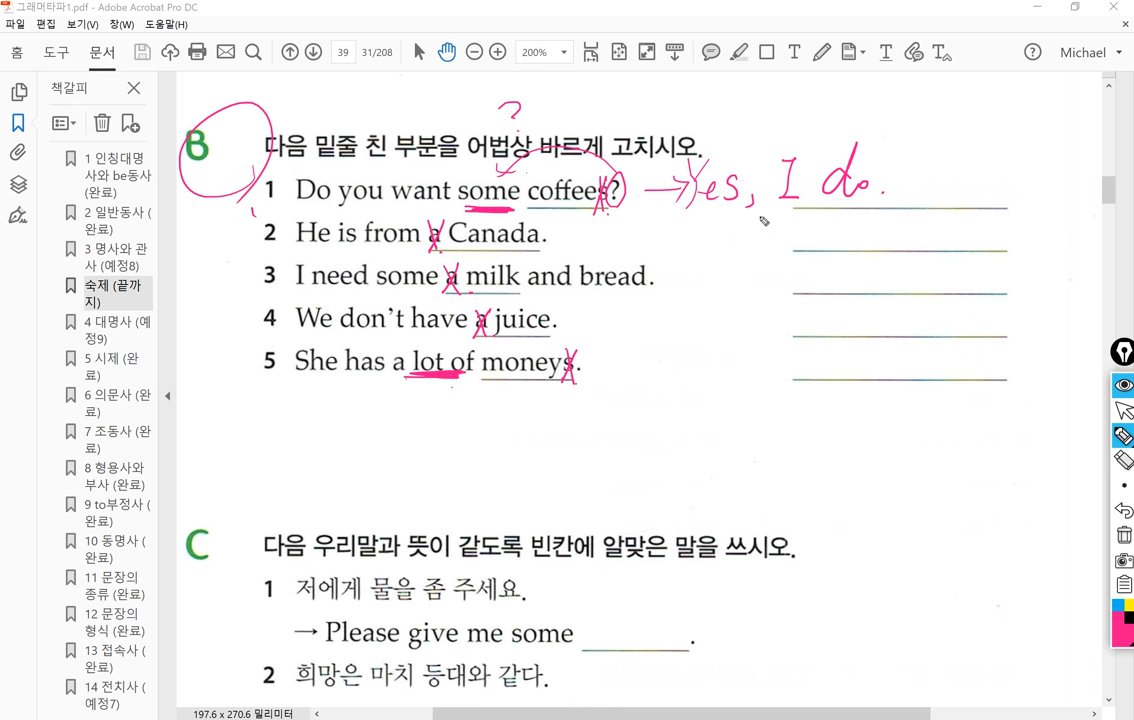 그래머타파1.pdf - Adobe Acrobat Pro DC
파일 편집 보기(V) 창(W) 도움말(H)
홈 도구 문서 39 31/208 200% Michael
책갈피
1 인칭대명
사와 be동사
(완료)
2 일반동사 (
완료)
3 명사와 관
사 (예정8)
숙제 (끝까
지)
4 대명사 (예
정9)
5 시제 (완
료)
6 의문사 (완
료)
7 조동사 (완
료)
8 형용사와
부사 (완료)
9 to부정사 (
완료)
10 동명사 (
완료)
11 문장의
종류 (완료)
12 문장의
형식 (완료)
13 접속사 (
완료)
14 전치사 (
예정7)
?
B 다음 밑줄 친 부분을 어법상 바르게 고치시오.
1 Do you want some coffees? → Yes, I do.
2 He is from a Canada.
3 I need some a milk and bread.
4 We don't have a juice.
5 She has a lot of moneys.
C 다음 우리말과 뜻이 같도록 빈칸에 알맞은 말을 쓰시오.
1 저에게 물을 좀 주세요.
→ Please give me some ________.
2 희망은 마치 등대와 같다.
197.6 x 270.6 밀리미터